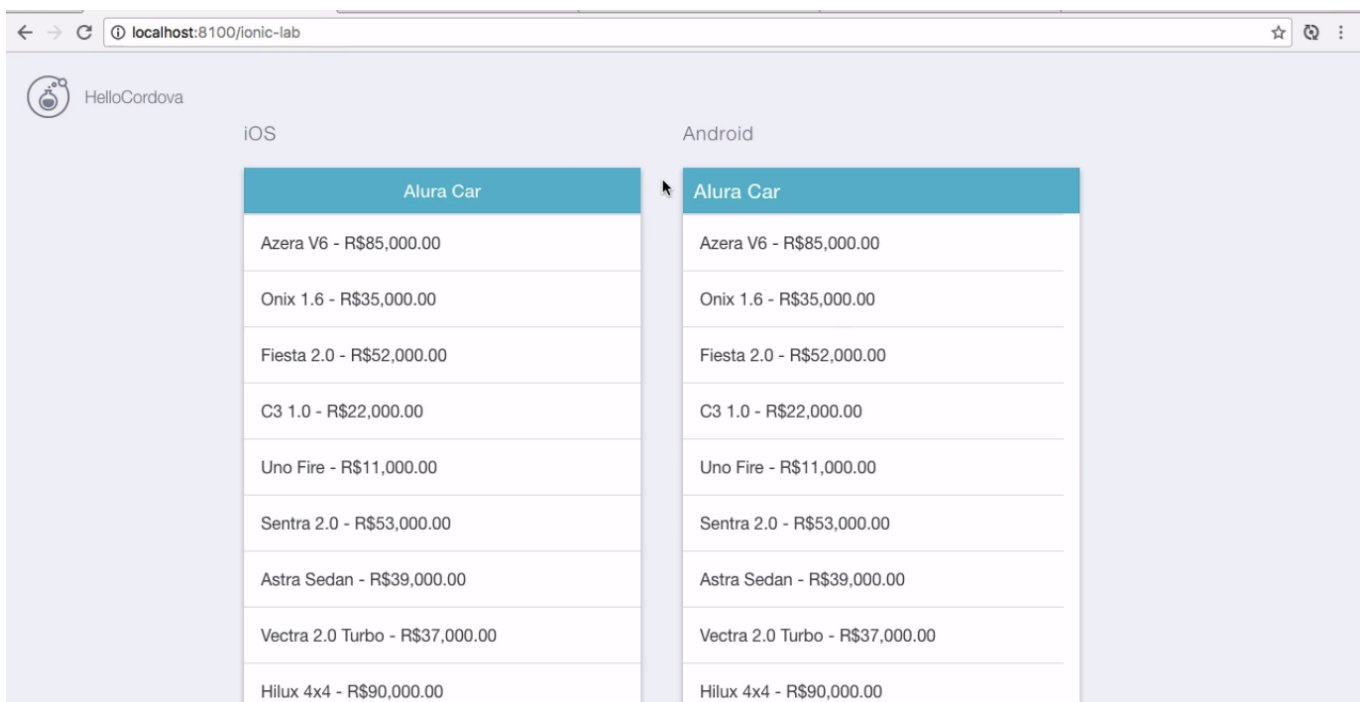 localhost:8100/ionic-lab
HelloCordova
iOS
Alura Car
Azera V6 - R$85,000.00
Onix 1.6 - R$35,000.00
Fiesta 2.0 - R$52,000.00
C3 1.0 - R$22,000.00
Uno Fire - R$11,000.00
Sentra 2.0 - R$53,000.00
Astra Sedan - R$39,000.00
Vectra 2.0 Turbo - R$37,000.00
Hilux 4x4 - R$90,000.00
Android
Alura Car
Azera V6 - R$85,000.00
Onix 1.6 - R$35,000.00
Fiesta 2.0 - R$52,000.00
C3 1.0 - R$22,000.00
Uno Fire - R$11,000.00
Sentra 2.0 - R$53,000.00
Astra Sedan - R$39,000.00
Vectra 2.0 Turbo - R$37,000.00
Hilux 4x4 - R$90,000.00